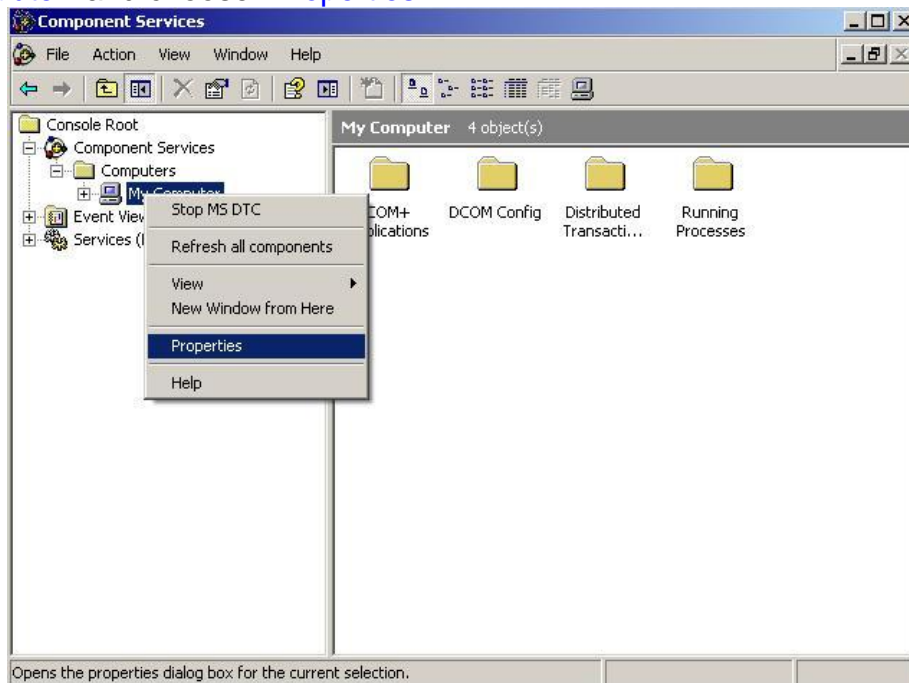 Component Services
File Action View Window Help
Console Root
Component Services
Computers
My Computer
Event View
Services (
Stop MS DTC
Refresh all components
View
New Window from Here
Properties
Help
My Computer 4 object(s)
COM+
plications
DCOM Config
Distributed
Transacti...
Running
Processes
Opens the properties dialog box for the current selection.